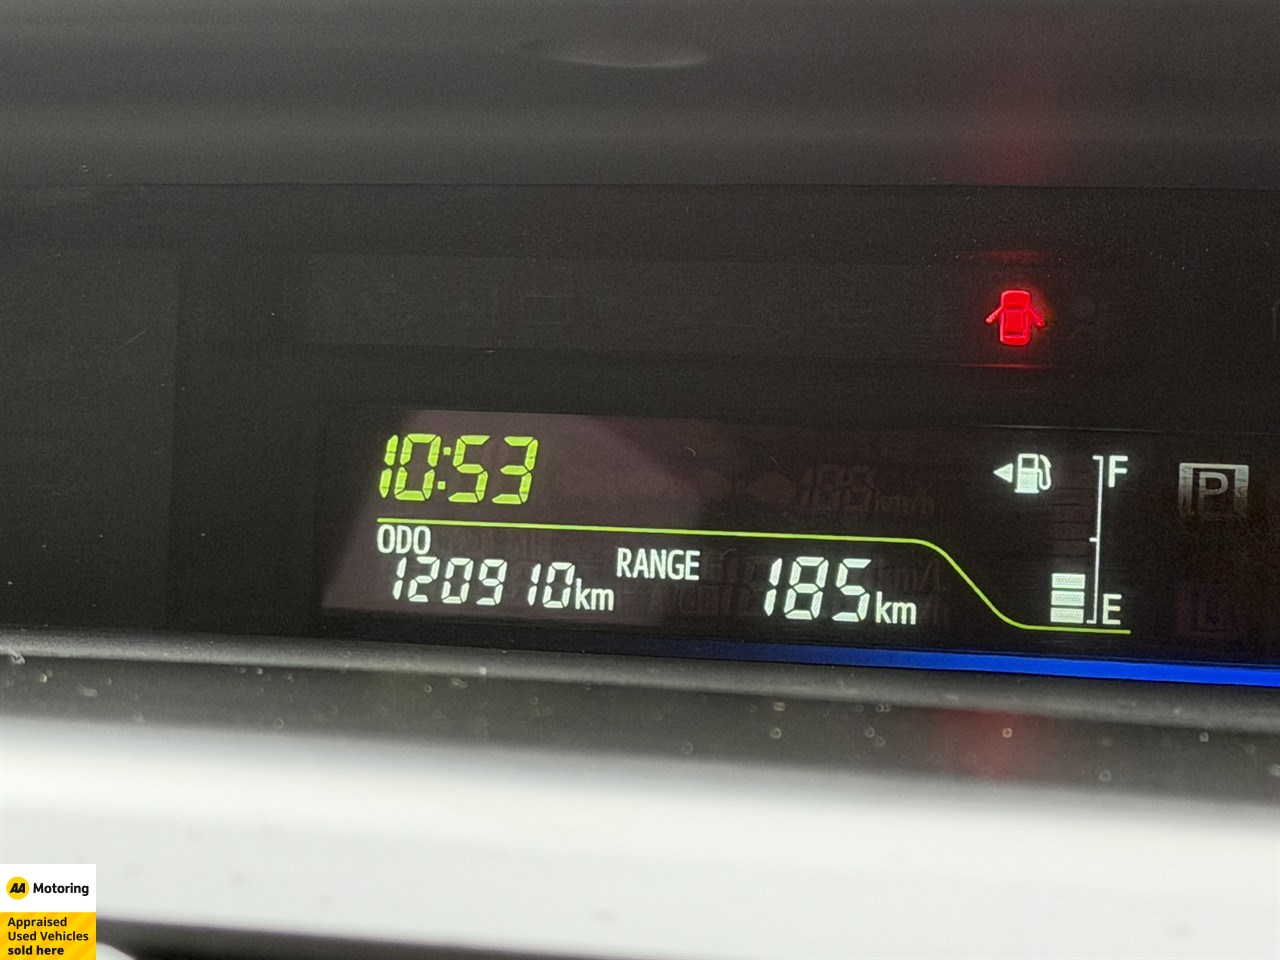 10:53
F
P
ODO
120910km
RANGE
185km
E
AA Motoring
Appraised
Used Vehicles
sold here